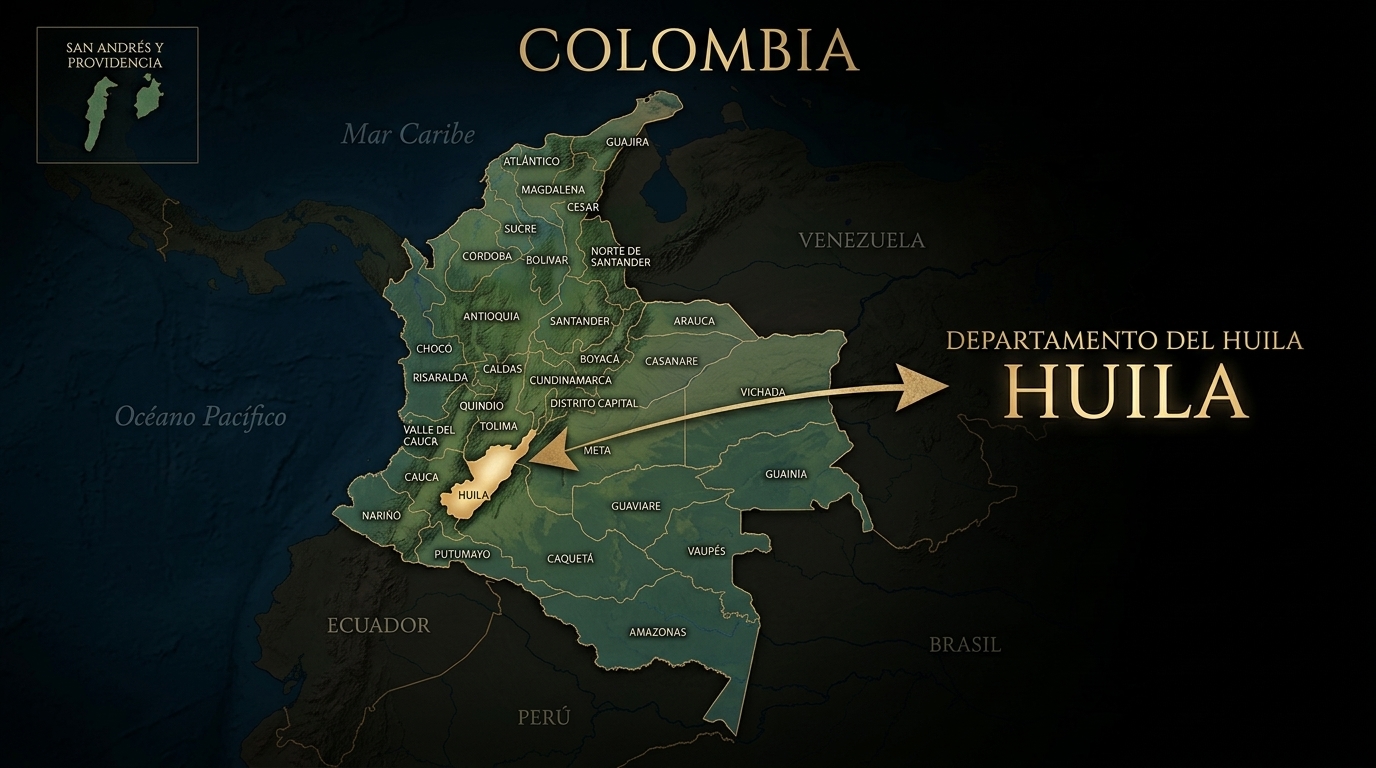 COLOMBIA
SAN ANDRÉS Y
PROVIDENCIA
Mar Caribe
GUAJIRA
ATLÁNTICO
MAGDALENA
CESAR
SUCRE
CORDOBA
BOLIVAR
NORTE DE
SANTANDER
VENEZUELA
ANTIOQUIA
SANTANDER
ARAUCA
CHOCÓ
BOYACÁ
CASANARE
DEPARTAMENTO DEL HUILA
HUILA
RISARALDA
CALDAS
CUNDINAMARCA
VICHADA
QUINDIO
DISTRITO CAPITAL
Océano Pacífico
VALLE DEL
CAUCA
TOLIMA
META
CAUCA
HUILA
GUAINIA
NARIÑO
GUAVIARE
PUTUMAYO
CAQUETÁ
VAUPÉS
ECUADOR
AMAZONAS
BRASIL
PERÚ